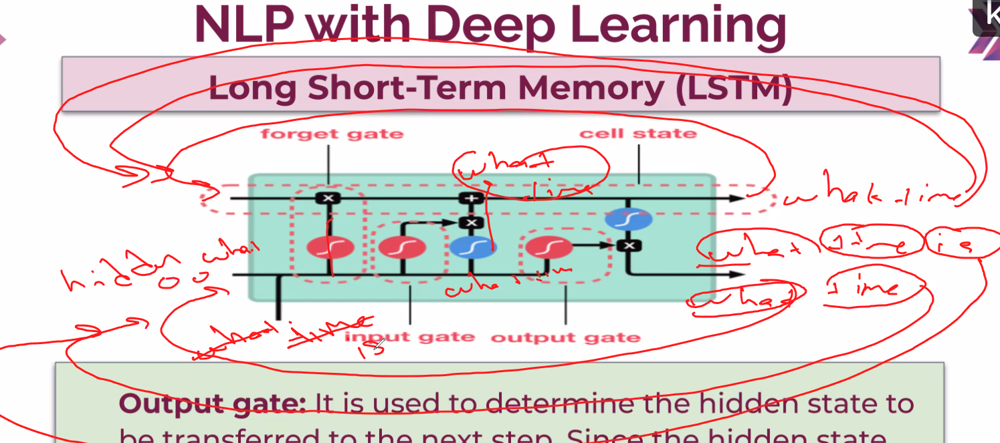 NLP with Deep Learning
Long Short-Term Memory (LSTM)
forget gate
cell state
what
time
what time
hidden what
00
what time is
what time
what time
is
input gate
output gate
Output gate: It is used to determine the hidden state to
be transferred to the next step. Since the hidden state